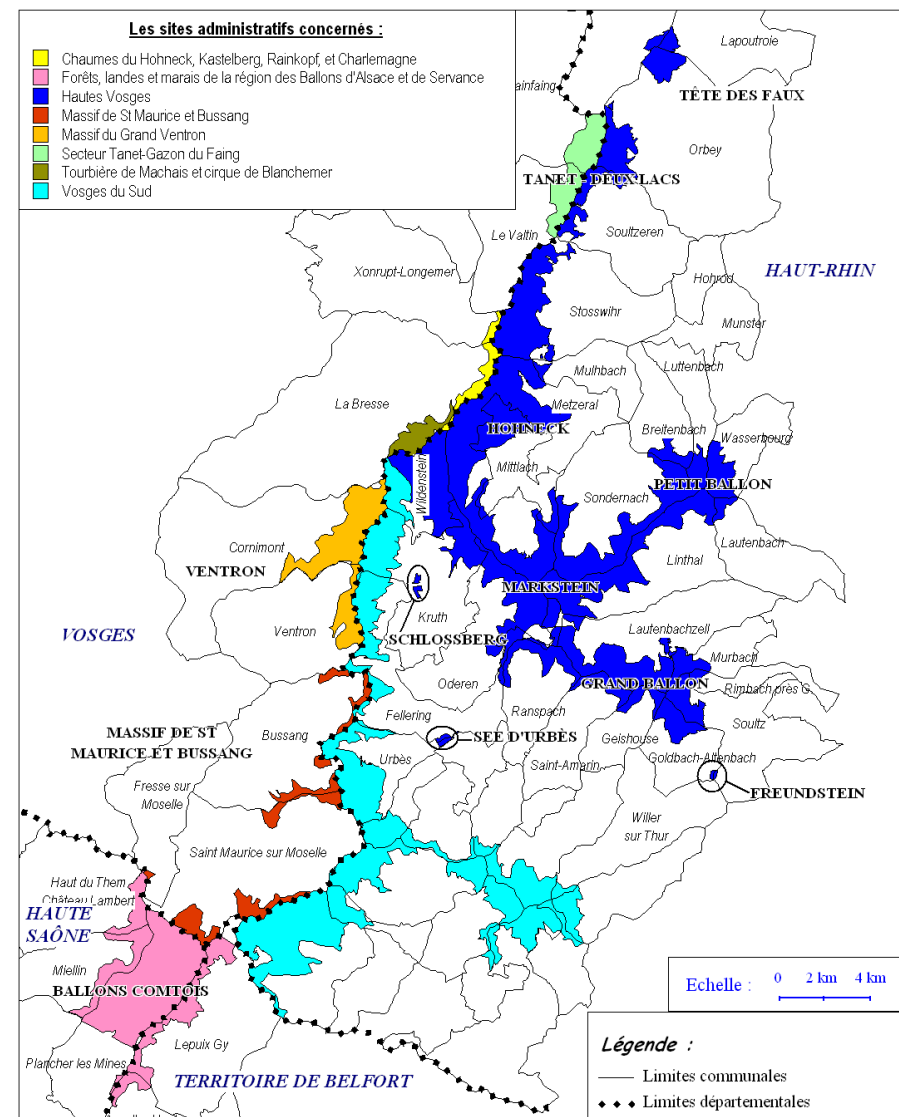 Les sites administratifs concernés :
Chaumes du Hohneck, Kastelberg, Rainkopf, et Charlemagne
Forêts, landes et marais de la région des Ballons d'Alsace et de Servance
Hautes Vosges
Massif de St Maurice et Bussang
Massif du Grand Ventron
Secteur Tanet-Gazon du Faing
Tourbière de Machais et cirque de Blanchemer
Vosges du Sud
Lapoutroie
ainfaing
TÊTE DES FAUX
Orbey
TANET - DEUX LACS
Le Valtin
Soultzeren
Xonrupt-Longemer
HAUT-RHIN
Hohrod
Stosswihr
Munster
Mulhbach
Luttenbach
La Bresse
Metzeral
HOHNECK
Breitenbach
Wasserbourg
Mittlach
Wildenstein
PETIT BALLON
Sondernach
Cornimont
Lautenbach
Linthal
VENTRON
MARKSTEIN
Kruth
VOSGES
Ventron
SCHLOSSBERG
Lautenbachzell
Murbach
Oderen
GRAND BALLON
Rimbach près G.
Ranspach
Soultz
Fellering
MASSIF DE ST
MAURICE ET BUSSANG
Bussang
SEE D'URBÈS
Geishouse
Urbès
Saint-Amarin
Goldbach-Altenbach
FREUNDSTEIN
Fresse sur
Moselle
Willer
sur Thur
Saint Maurice sur Moselle
Haut du Them
Château Lambert
HAUTE
SAÔNE
Miellin
BALLONS COMTOIS
Echelle :
0 2 km 4 km
Lepuix Gy
Plancher les Mines
TERRITOIRE DE BELFORT
Légende :
Limites communales
Limites départementales